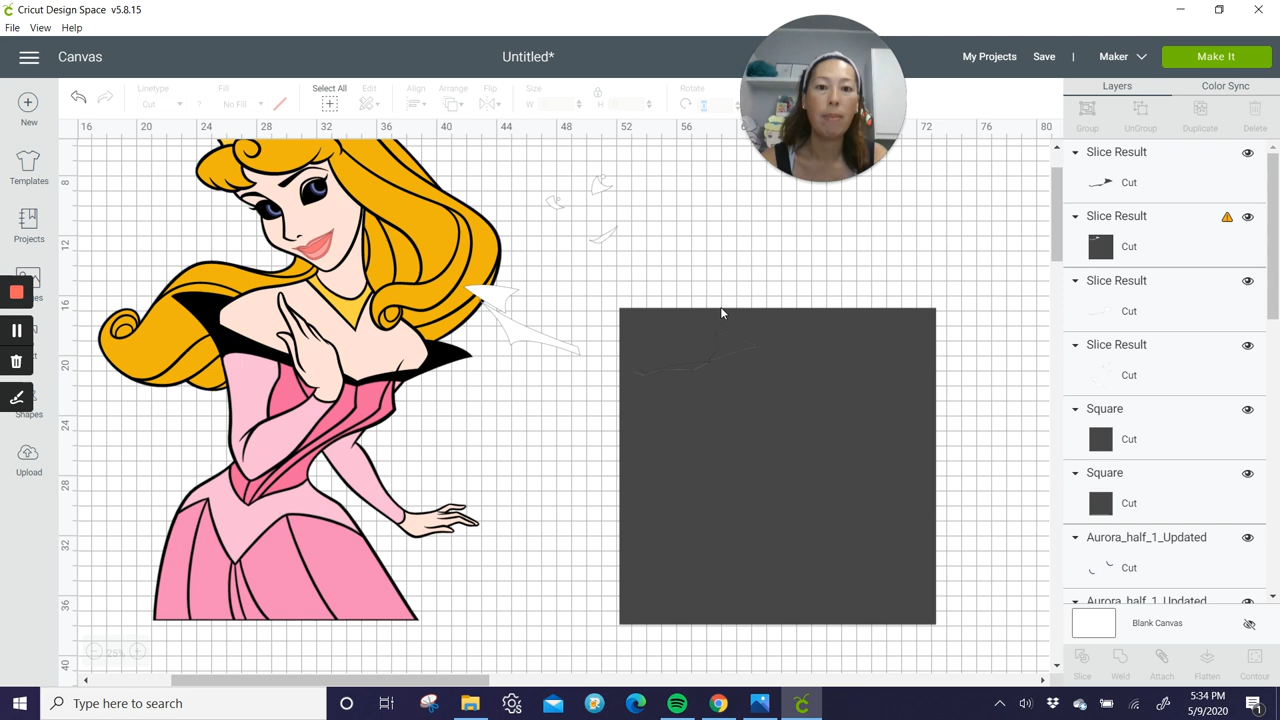 Cricut Design Space v5.8.15
File View Help
Canvas
Untitled*
My Projects Save | Maker Make It
Linetype Fill Select All Edit Align Arrange Flip Size Rotate
Cut ? No Fill W H
Layers Color Sync
Group UnGroup Duplicate Delete
16 20 24 28 32 36 40 44 48 52 56 72 76 80
8
12
16
20
24
28
32
36
40
New
Templates
Projects
Shapes
Upload
Slice Result
Cut
Slice Result
Cut
Slice Result
Cut
Slice Result
Cut
Square
Cut
Square
Cut
Aurora_half_1_Updated
Cut
Aurora_half_1_Updated
Blank Canvas
Slice Weld Attach Flatten Contour
25%
Type here to search
5:34 PM
5/9/2020
1